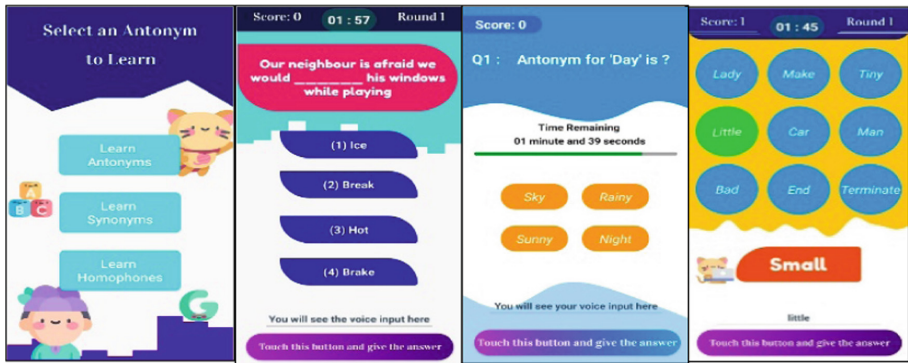 Select an Antonym
to Learn
Learn
Antonyms
A
B C
Learn
Synonyms
Learn
Homophones
G
Score: 0 01 : 57 Round 1
Our neighbour is afraid we
would ______ his windows
while playing
(1) Ice
(2) Break
(3) Hot
(4) Brake
You will see the voice input here
Touch this button and give the answer
Score: 0
Q1 : Antonym for 'Day' is ?
Time Remaining
01 minute and 39 seconds
Sky Rainy
Sunny Night
You will see your voice input here
Touch this button and give the answer
Score: 1 01 : 45 Round 1
Lady Make Tiny
Little Car Man
Bad End Terminate
Small
little
Touch this button and give the answer